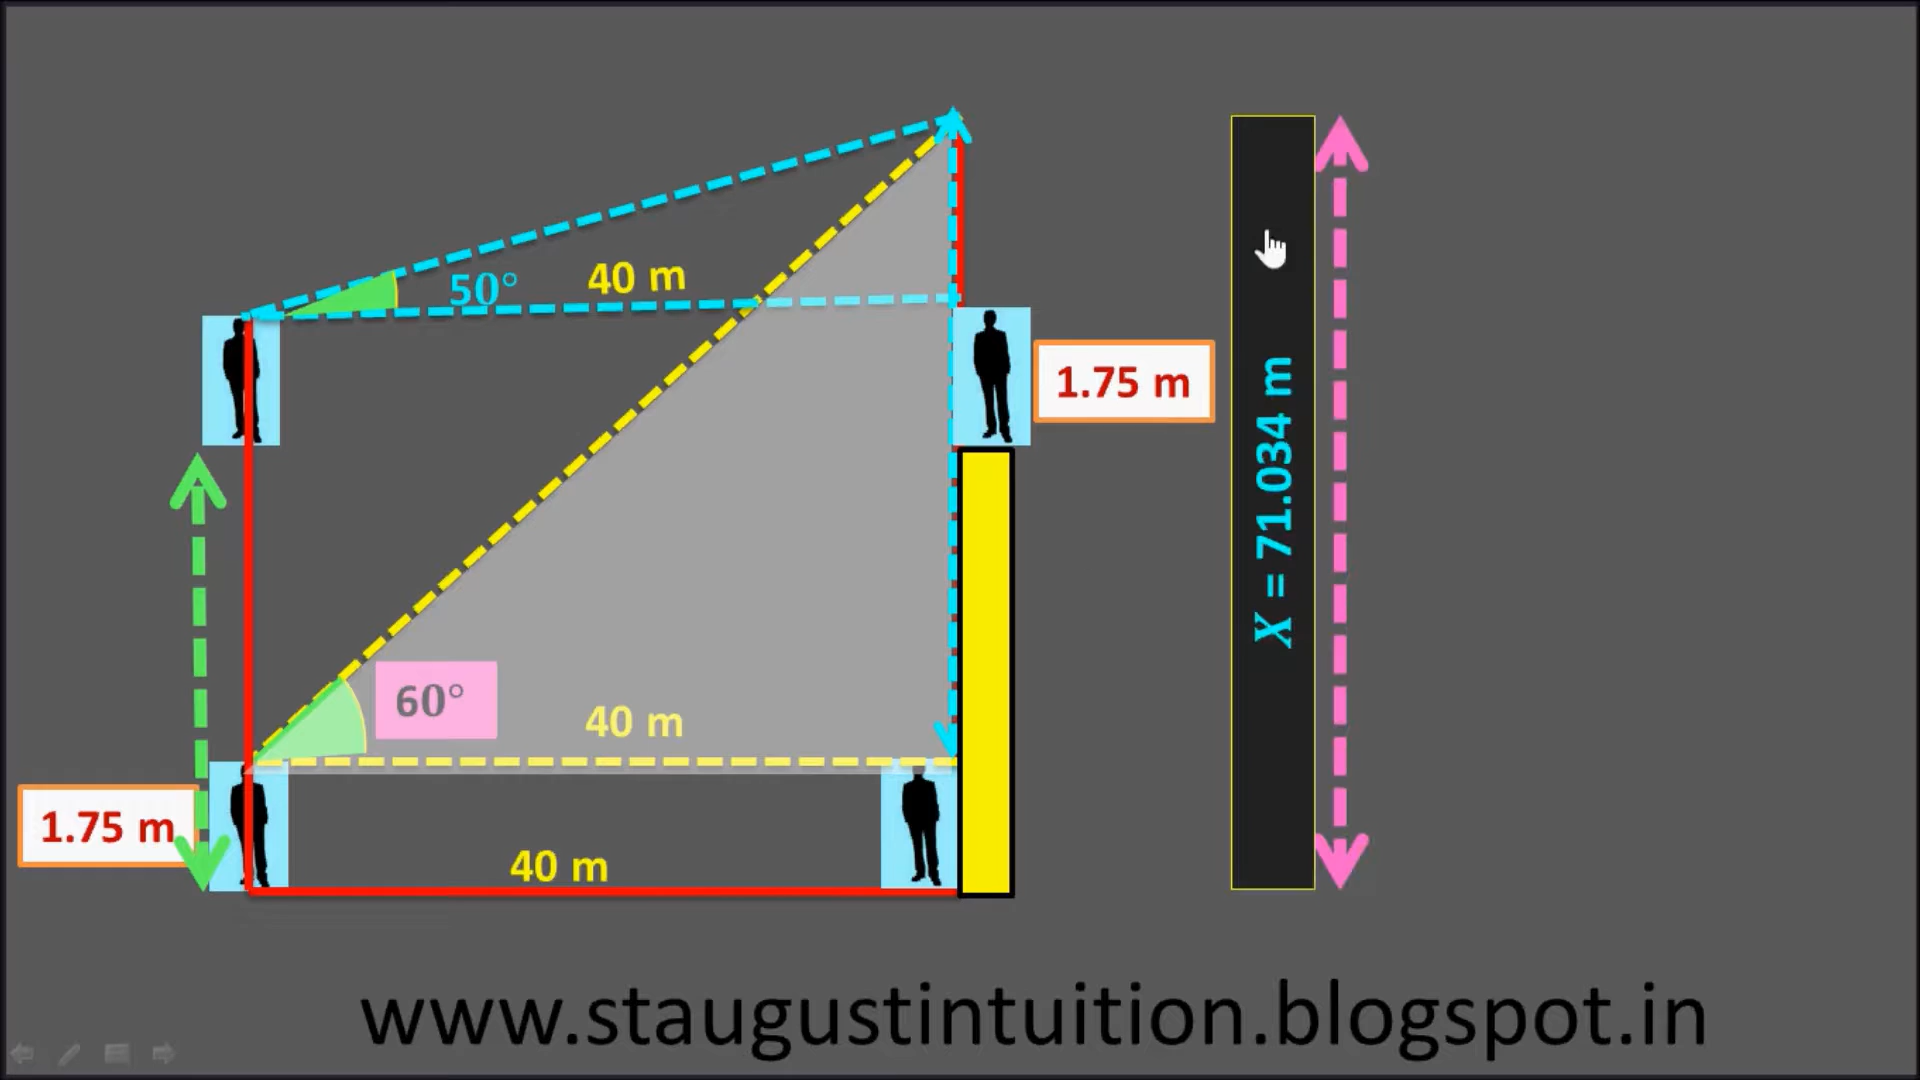 50° 40 m
1.75 m
X = 71.034 m
60°
40 m
1.75 m
40 m
www.staugustintuition.blogspot.in